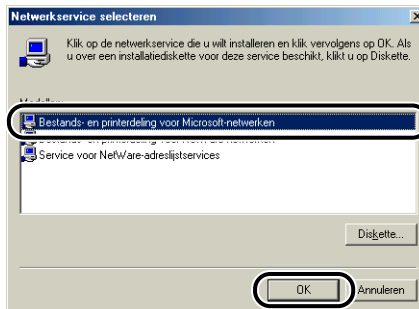 Netwerkservice selecteren
Klik op de netwerkservice die u wilt installeren en klik vervolgens op OK. Als
u over een installatiediskette voor deze service beschikt, klikt u op Diskette.
Bestands- en printerdeling voor Microsoft-netwerken
Service voor NetWare-adreslijstservices
Diskette...
OK
Annuleren